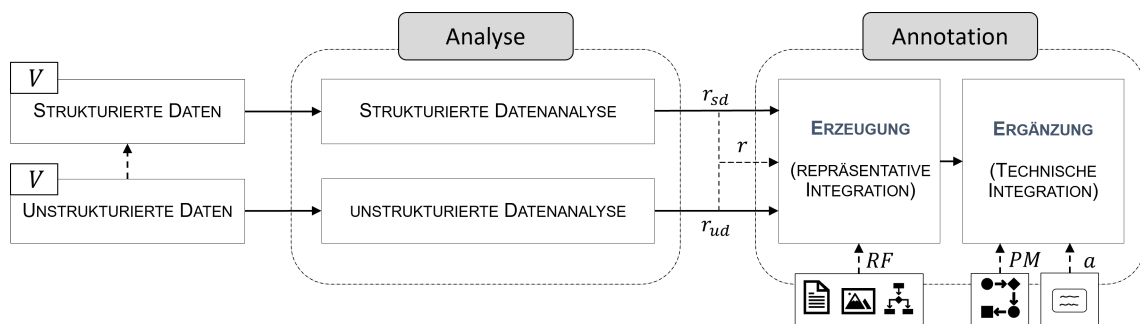 Analyse
Annotation
V
STRUKTURIERTE DATEN
STRUKTURIERTE DATENANALYSE
r_sd
ERZEUGUNG
ERGÄNZUNG
r
(REPRÄSENTATIVE
INTEGRATION)
(TECHNISCHE
INTEGRATION)
V
UNSTRUKTURIERTE DATEN
UNSTRUKTURIERTE DATENANALYSE
r_ud
RF
PM
a